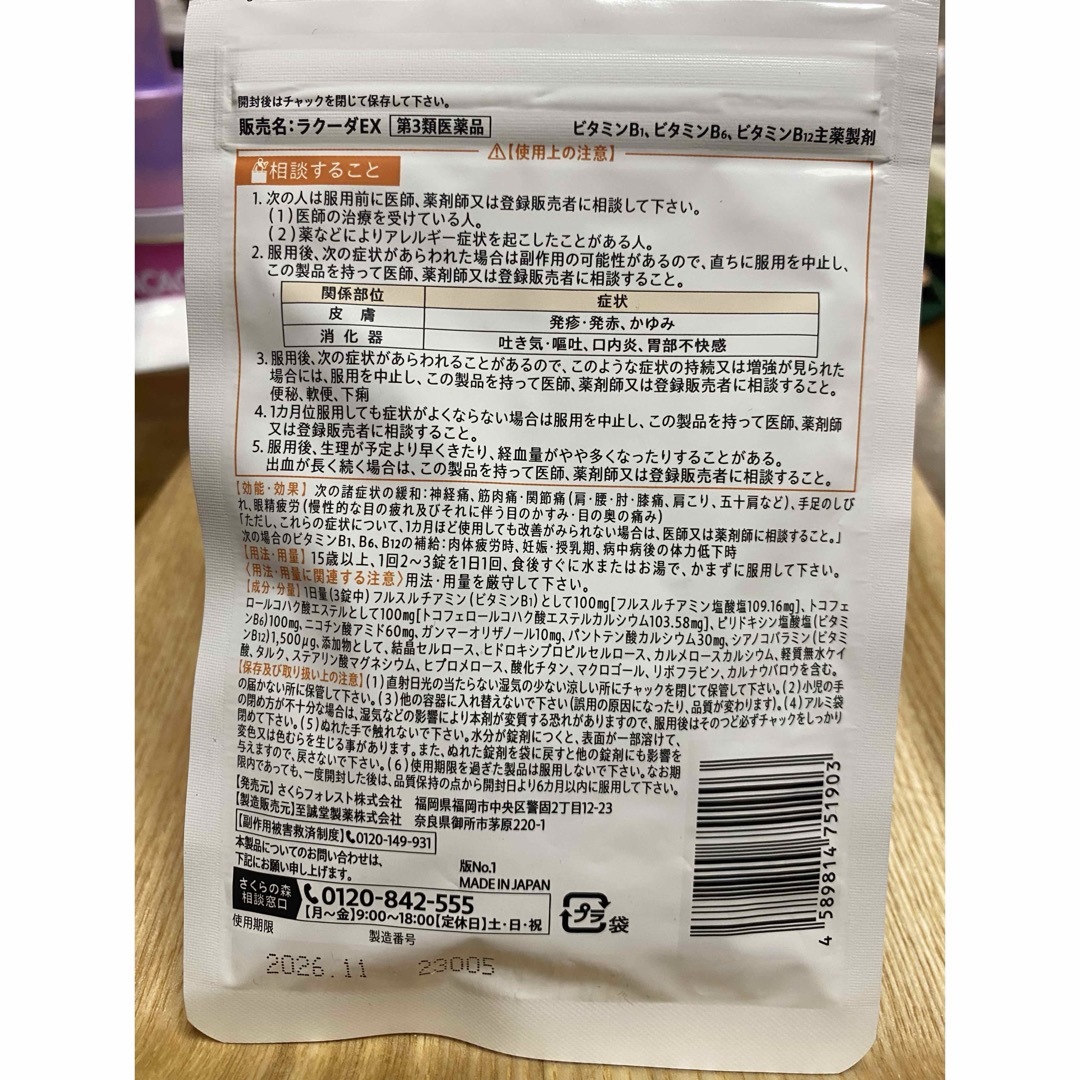 開封後はチャックを閉じて保存して下さい。
販売名：ラクーダEX 第3類医薬品 ビタミンB1、ビタミンB6、ビタミンB12主薬製剤
⚠【使用上の注意】
相談すること
1. 次の人は服用前に医師、薬剤師又は登録販売者に相談して下さい。
(1)医師の治療を受けている人。
(2)薬などによりアレルギー症状を起こしたことがある人。
2. 服用後、次の症状があらわれた場合は副作用の可能性があるので、直ちに服用を中止し、
この製品を持って医師、薬剤師又は登録販売者に相談すること。
関係部位 症状
皮膚 発疹・発赤、かゆみ
消化器 吐き気・嘔吐、口内炎、胃部不快感
3. 服用後、次の症状があらわれることがあるので、このような症状の持続又は増強が見られた
場合には、服用を中止し、この製品を持って医師、薬剤師又は登録販売者に相談すること。
便秘、軟便、下痢
4. 1カ月位服用しても症状がよくならない場合は服用を中止し、この製品を持って医師、薬剤師
又は登録販売者に相談すること。
5. 服用後、生理が予定より早くきたり、経血量がやや多くなったりすることがある。
出血が長く続く場合は、この製品を持って医師、薬剤師又は登録販売者に相談すること。
【効能・効果】 次の諸症状の緩和：神経痛、筋肉痛・関節痛(肩・腰・肘・膝痛、肩こり、五十肩など)、手足のしび
れ、眼精疲労(慢性的な目の疲れ及びそれに伴う目のかすみ・目の奥の痛み)
「ただし、これらの症状について、1カ月ほど使用しても改善がみられない場合は、医師又は薬剤師に相談すること。」
次の場合のビタミンB1、B6、B12の補給：肉体疲労時、妊娠・授乳期、病中病後の体力低下時
【用法・用量】 15歳以上、1回2〜3錠を1日1回、食後すぐに水またはお湯で、かまずに服用して下さい。
〈用法・用量に関連する注意〉用法・用量を厳守して下さい。
【成分・分量】 1日量(3錠中)フルスルチアミン(ビタミンB1)として100mg[フルスルチアミン塩酸塩109.16mg]、トコフェ
ロールコハク酸エステルとして100mg[トコフェロールコハク酸エステルカルシウム103.58mg]、ピリドキシン塩酸塩(ビタミ
ンB6)100mg、ニコチン酸アミド60mg、ガンマーオリザノール10mg、パントテン酸カルシウム30mg、シアノコバラミン(ビタミ
ンB12)1,500μg、添加物として、結晶セルロース、ヒドロキシプロピルセルロース、カルメロースカルシウム、軽質無水ケイ
酸、タルク、ステアリン酸マグネシウム、ヒプロメロース、酸化チタン、マクロゴール、リボフラビン、カルナウバロウを含む。
【保存及び取り扱い上の注意】(1)直射日光の当たらない湿気の少ない涼しい所にチャックを閉じて保管して下さい。(2)小児の手
の届かない所に保管して下さい。(3)他の容器に入れ替えないで下さい(誤用の原因になったり、品質が変わります)。(4)アルミ袋
の閉め方が不十分な場合は、湿気などの影響により本剤が変質する恐れがありますので、服用後はそのつど必ずチャックをしっかり
閉めて下さい。(5)ぬれた手で触れないで下さい。水分が錠剤につくと、表面が一部溶けて、
変色又は色むらを生じる事があります。また、ぬれた錠剤を袋に戻すと他の錠剤にも影響を
与えますので、戻さないで下さい。(6)使用期限を過ぎた製品は服用しないで下さい。なお期
限内であっても、一度開封した後は、品質保持の点から開封日より6カ月以内に服用して下さい。
[発売元]さくらフォレスト株式会社 福岡県福岡市中央区警固2丁目12-23
[製造販売元]至誠堂製薬株式会社 奈良県御所市茅原220-1
【副作用被害救済制度】0120-149-931
本製品についてのお問い合わせは、
下記にお願い申し上げます。
版No.1
MADE IN JAPAN
さくらの森
相談窓口
0120-842-555
【月〜金】9:00〜18:00【定休日】土・日・祝
プラ 袋
使用期限 製造番号
2026.11 23005
4 589814 751903